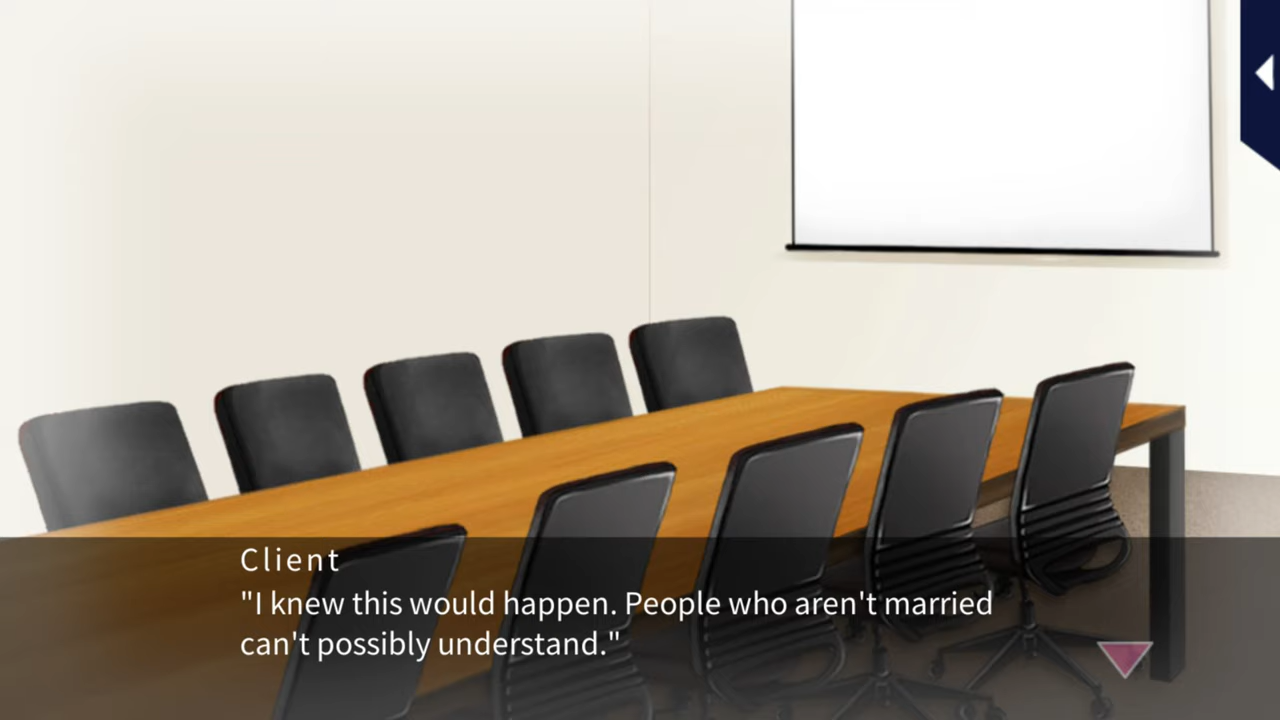 Client
"I knew this would happen. People who aren't married
can't possibly understand."